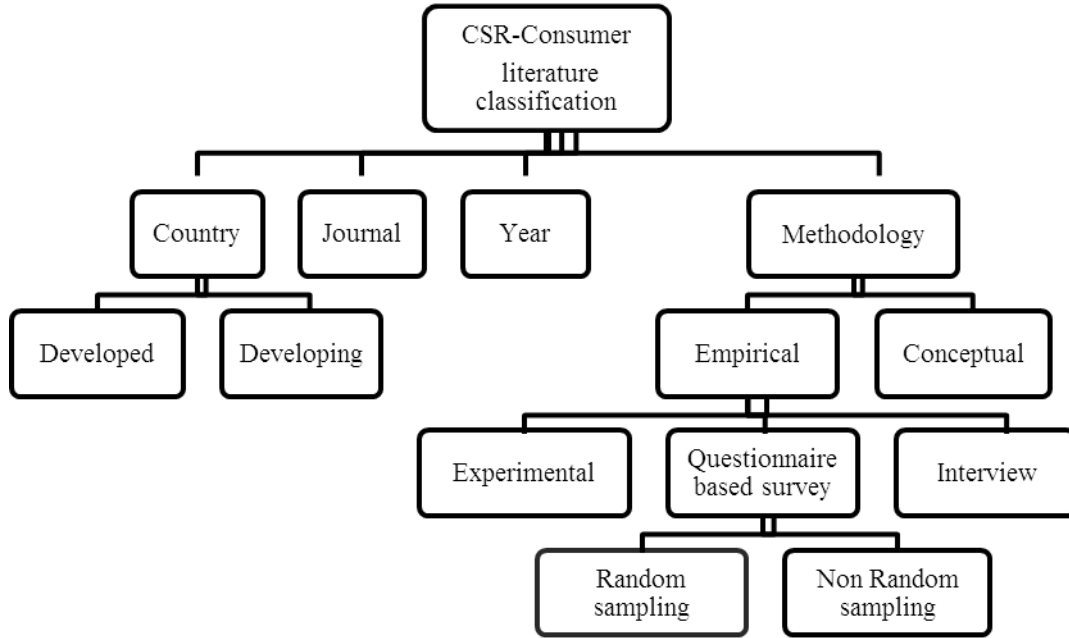 CSR-Consumer
literature
classification
Country
Journal
Year
Methodology
Developed
Developing
Empirical
Conceptual
Experimental
Questionnaire
based survey
Interview
Random
sampling
Non Random
sampling